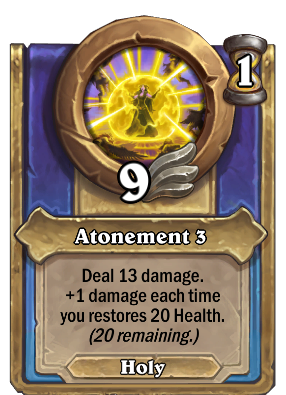 1
9
Atonement 3
Deal 13 damage.
+1 damage each time
you restores 20 Health.
(20 remaining.)
Holy